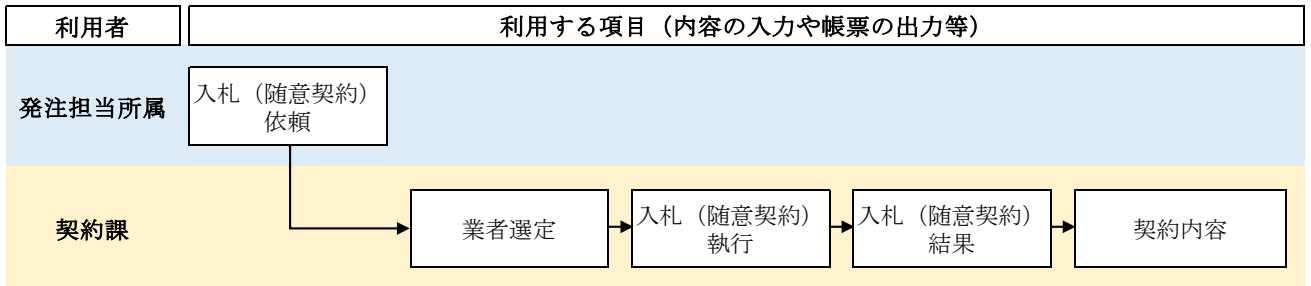 利用者
利用する項目（内容の入力や帳票の出力等）
発注担当所属
入札（随意契約）
依頼
契約課
業者選定
入札（随意契約）
執行
入札（随意契約）
結果
契約内容